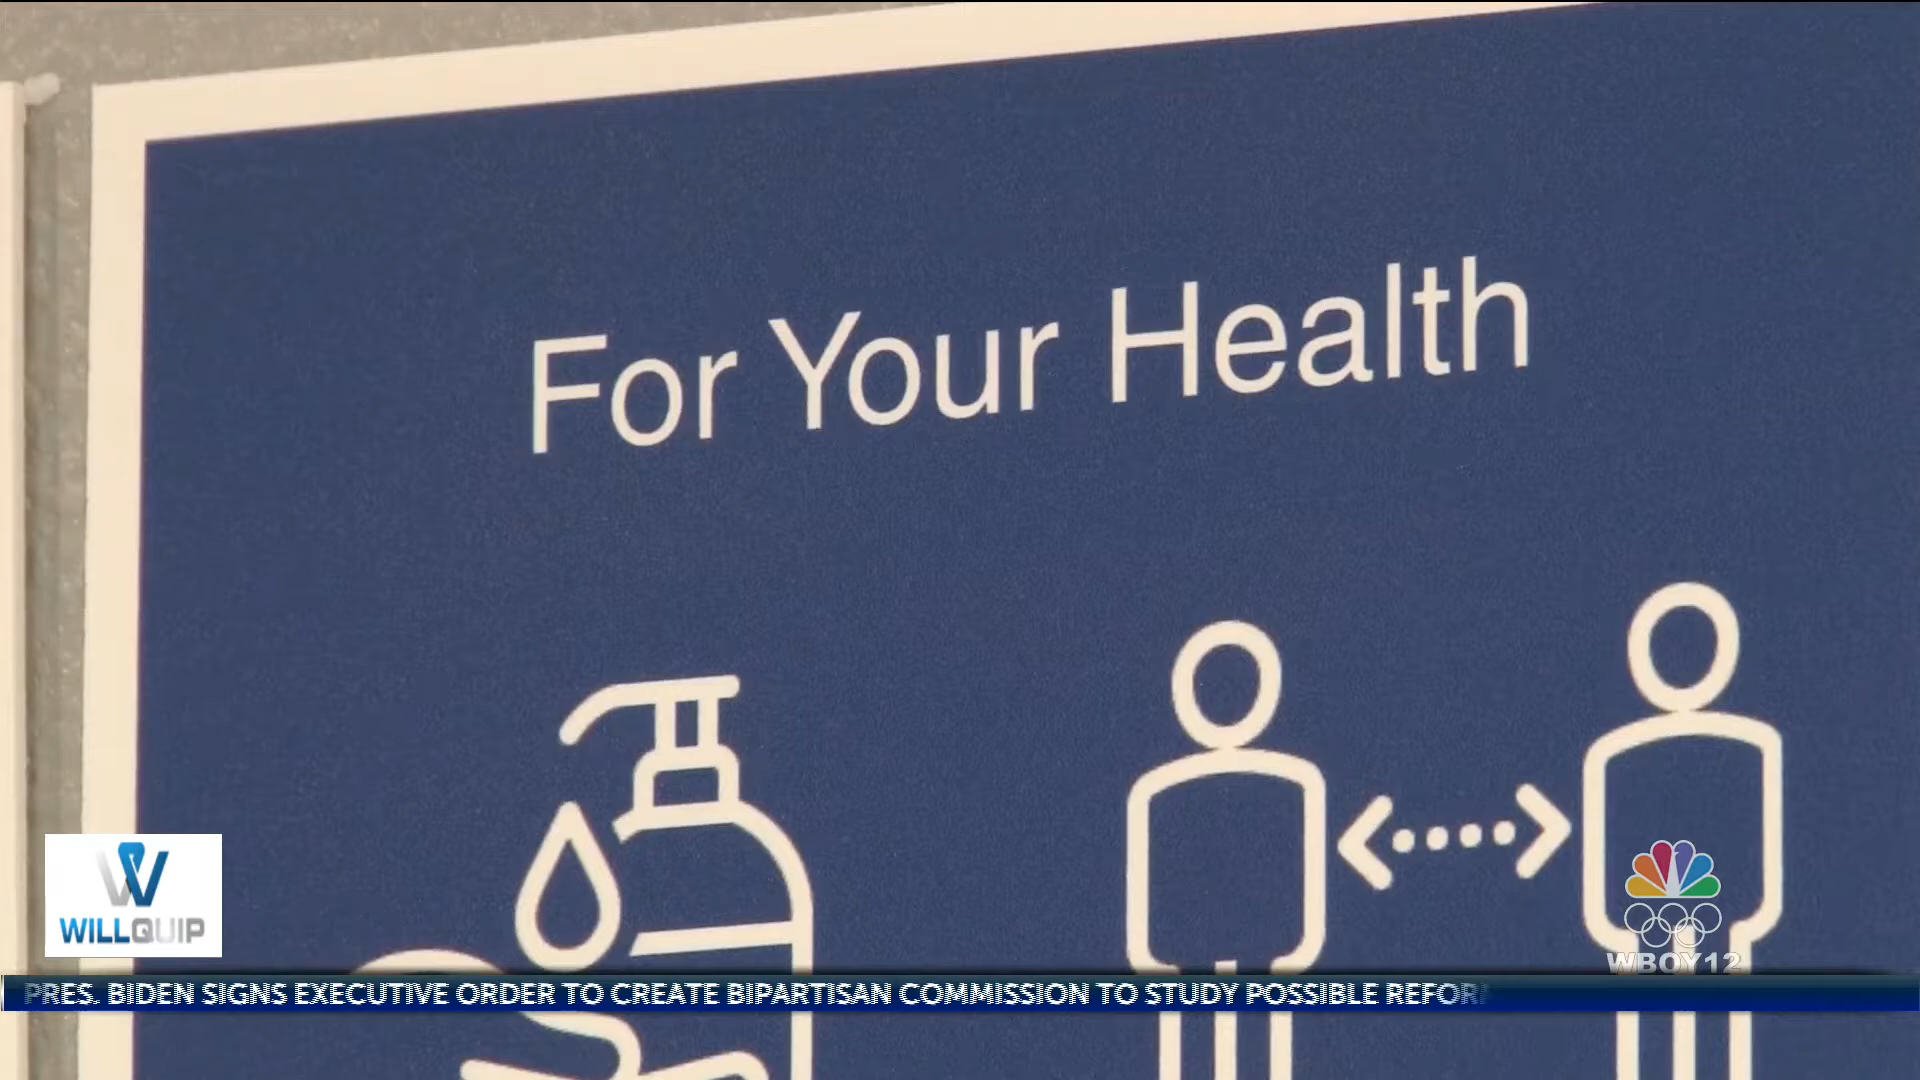 For Your Health
WILLQUIP
WBOY12
PRES. BIDEN SIGNS EXECUTIVE ORDER TO CREATE BIPARTISAN COMMISSION TO STUDY POSSIBLE